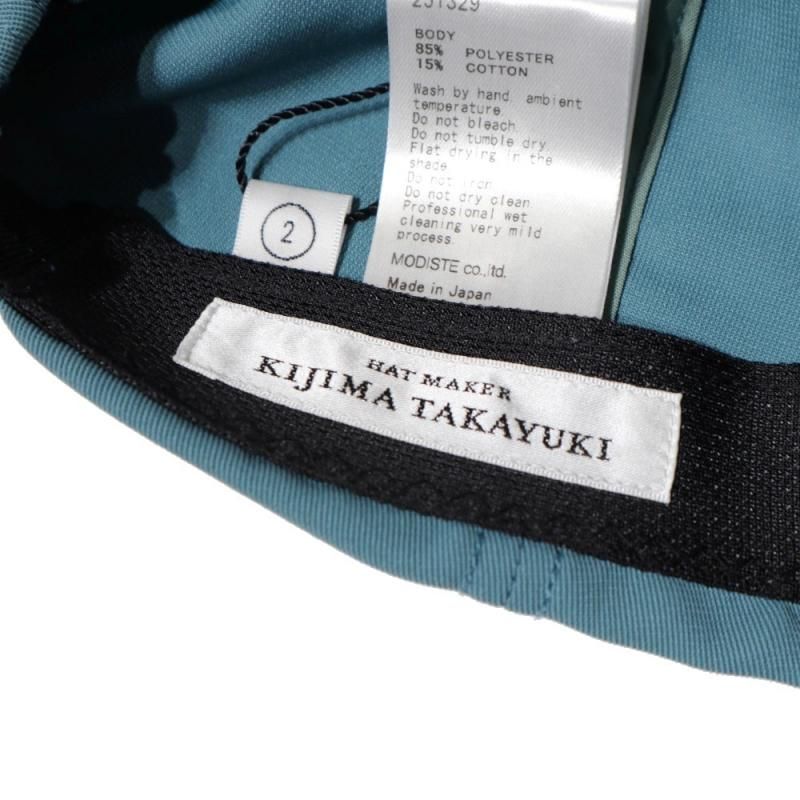 251329
BODY
85% POLYESTER
15% COTTON
Wash by hand. ambient
temperature.
Do not bleach.
Do not tumble dry.
Flat drying in the
shade.
Do not iron.
Do not dry clean.
Professional wet
cleaning very mild
process.
MODISTE co.,ltd.
Made in Japan
2
HAT MAKER
KIJIMA TAKAYUKI